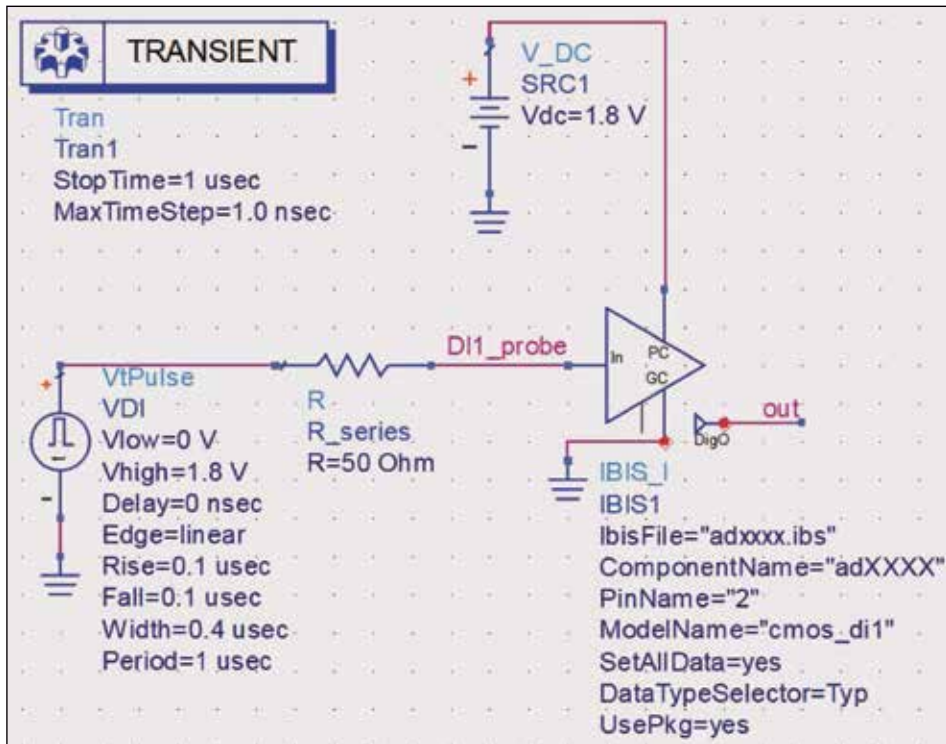 TRANSIENT
Tran
Tran1
StopTime=1 usec
MaxTimeStep=1.0 nsec
+
V_DC
SRC1
Vdc=1.8 V
-
DI1_probe
In
PC
GC
+
VtPulse
VDI
Vlow=0 V
Vhigh=1.8 V
Delay=0 nsec
Edge=linear
Rise=0.1 usec
Fall=0.1 usec
Width=0.4 usec
Period=1 usec
-
R
R_series
R=50 Ohm
DigO
out
IBIS_I
IBIS1
IbisFile="adxxxx.ibs"
ComponentName="adXXXX"
PinName="2"
ModelName="cmos_di1"
SetAllData=yes
DataTypeSelector=Typ
UsePkg=yes